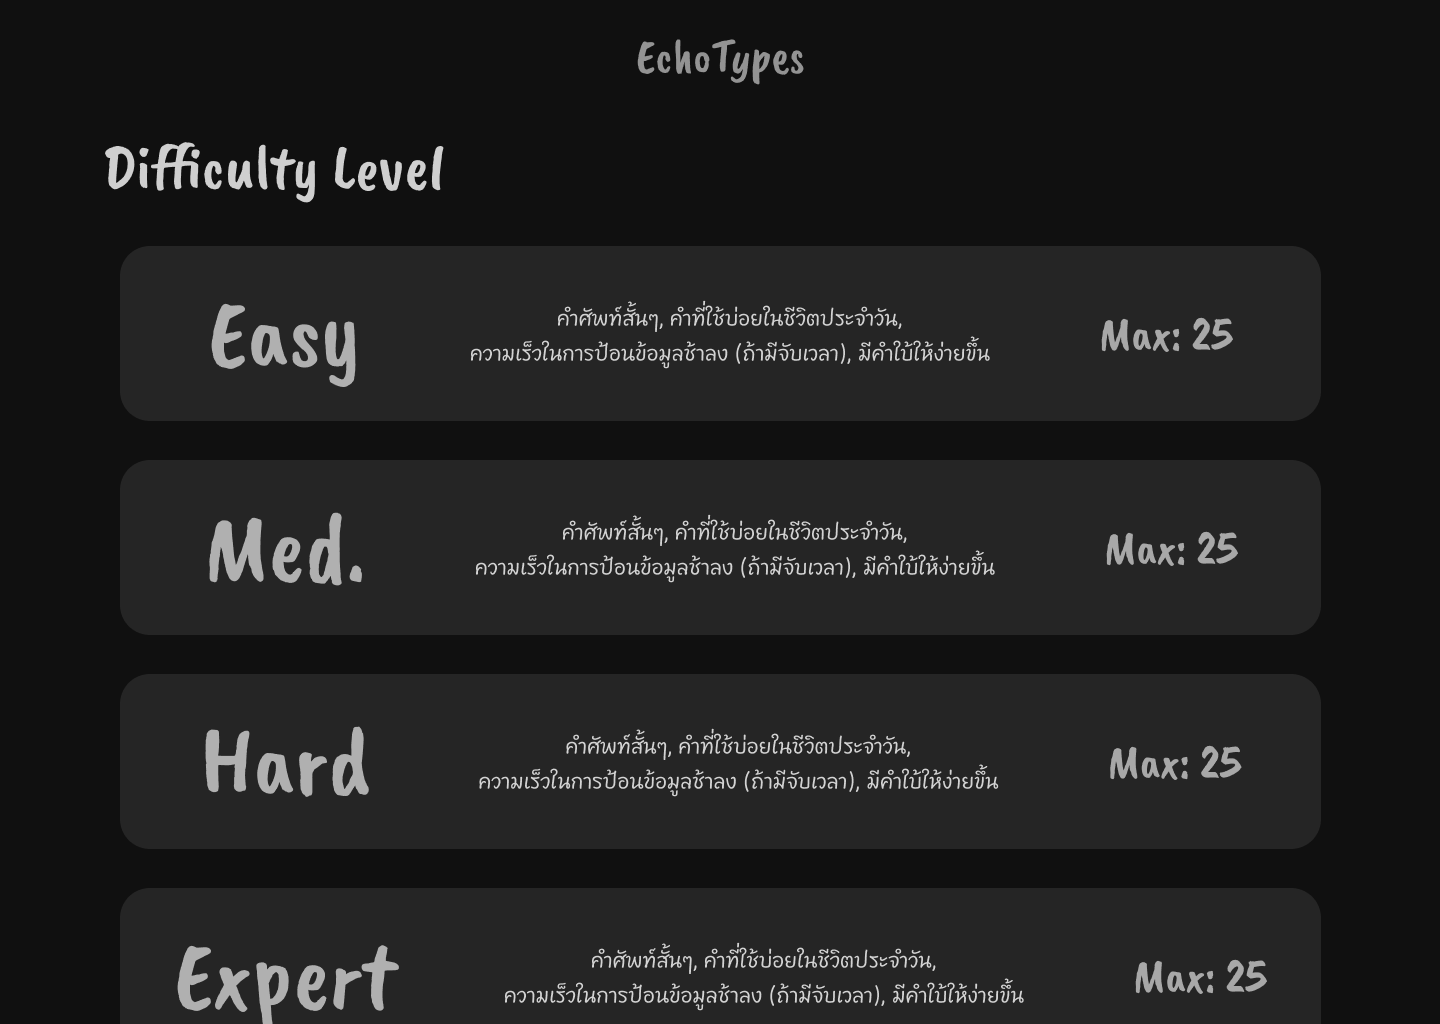 EchoTypes
Difficulty Level
Easy
คำศัพท์สั้นๆ, คำที่ใช้บ่อยในชีวิตประจำวัน,
ความเร็วในการป้อนข้อมูลช้าลง (ถ้ามีจับเวลา), มีคำใบ้ให้ง่ายขึ้น
Max: 25
Med.
คำศัพท์สั้นๆ, คำที่ใช้บ่อยในชีวิตประจำวัน,
ความเร็วในการป้อนข้อมูลช้าลง (ถ้ามีจับเวลา), มีคำใบ้ให้ง่ายขึ้น
Max: 25
Hard
คำศัพท์สั้นๆ, คำที่ใช้บ่อยในชีวิตประจำวัน,
ความเร็วในการป้อนข้อมูลช้าลง (ถ้ามีจับเวลา), มีคำใบ้ให้ง่ายขึ้น
Max: 25
Expert
คำศัพท์สั้นๆ, คำที่ใช้บ่อยในชีวิตประจำวัน,
ความเร็วในการป้อนข้อมูลช้าลง (ถ้ามีจับเวลา), มีคำใบ้ให้ง่ายขึ้น
Max: 25